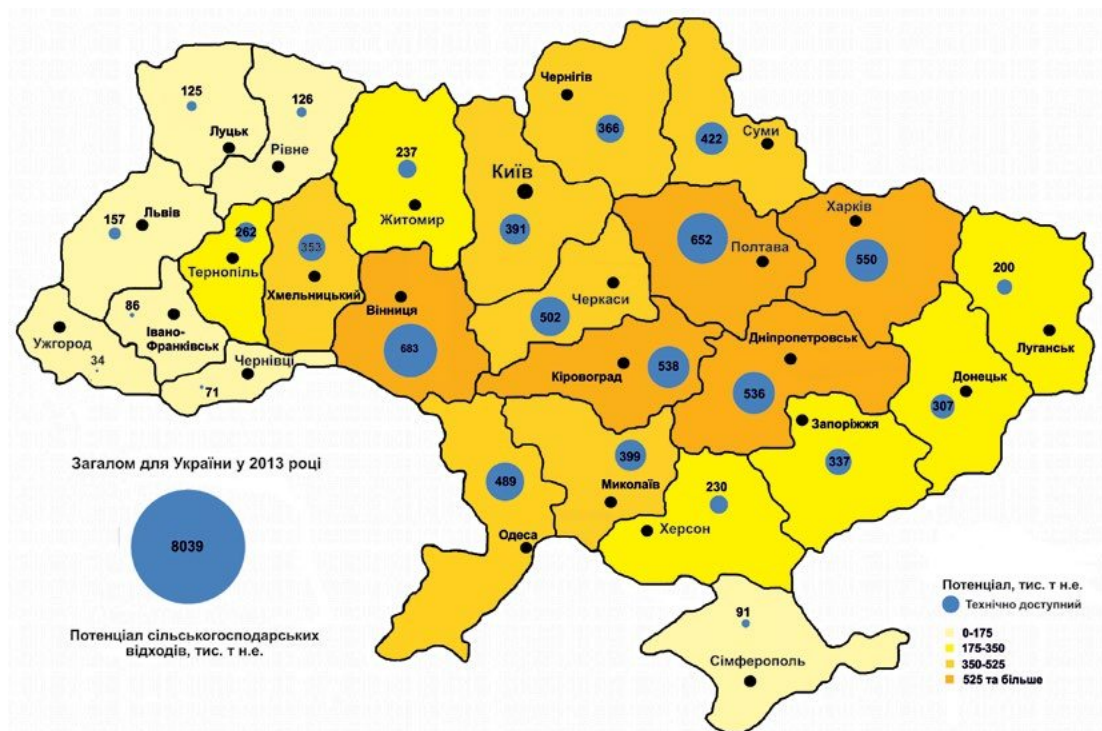 125
Луцьк
126
Рівне
237
Житомир
Київ
391
Чернігів
366
422
Суми
157
Львів
262
Тернопіль
353
Хмельницький
Вінниця
683
502
Черкаси
652
Полтава
Харків
550
200
Луганськ
86
Івано-
Франківськ
Ужгород
34
Чернівці
71
Кіровоград
538
Дніпропетровськ
536
Донецьк
307
Запоріжжя
337
399
Миколаїв
489
Одеса
230
Херсон
91
Сімферополь
Загалом для України у 2013 році
8039
Потенціал сільськогосподарських
відходів, тис. т н.е.
Потенціал, тис. т н.е.
Технічно доступний
0-175
175-350
350-525
525 та більше